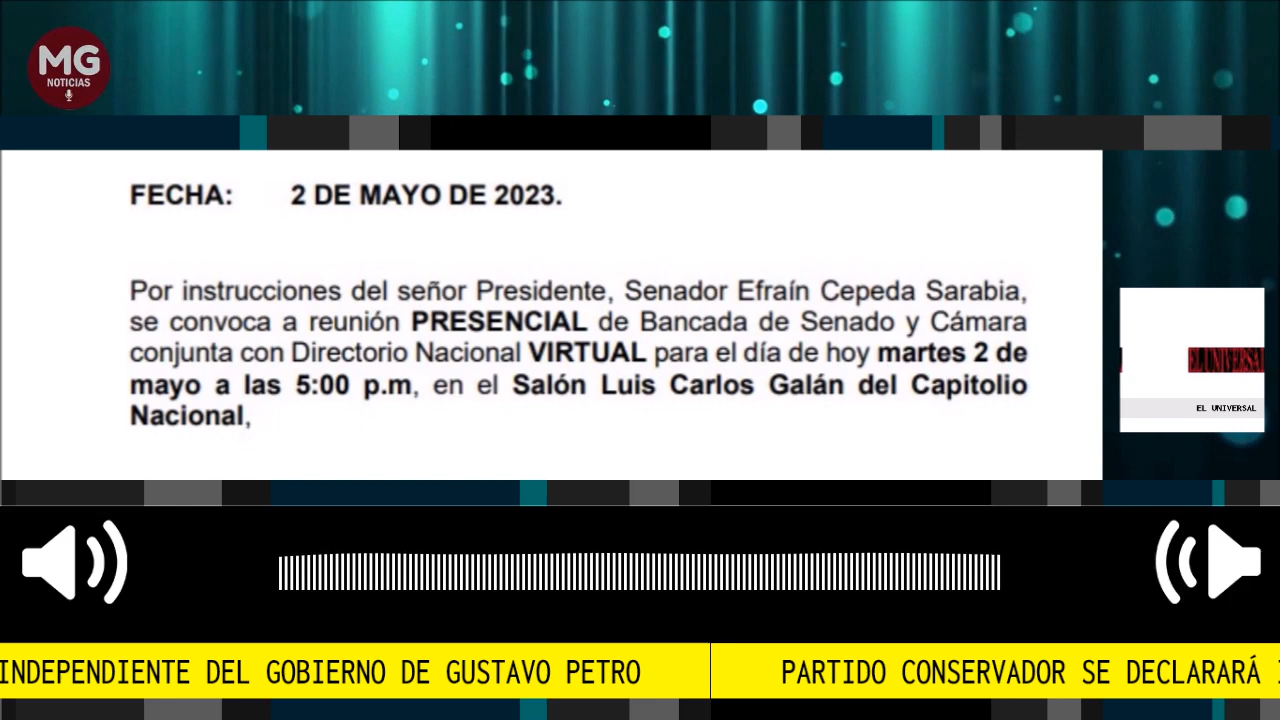 MG
NOTICIAS
FECHA: 2 DE MAYO DE 2023.
Por instrucciones del señor Presidente, Senador Efraín Cepeda Sarabia,
se convoca a reunión PRESENCIAL de Bancada de Senado y Cámara
conjunta con Directorio Nacional VIRTUAL para el día de hoy martes 2 de
mayo a las 5:00 p.m, en el Salón Luis Carlos Galán del Capitolio
Nacional,
EL UNIVERSAL
EL UNIVERSAL
INDEPENDIENTE DEL GOBIERNO DE GUSTAVO PETRO PARTIDO CONSERVADOR SE DECLARARÁ